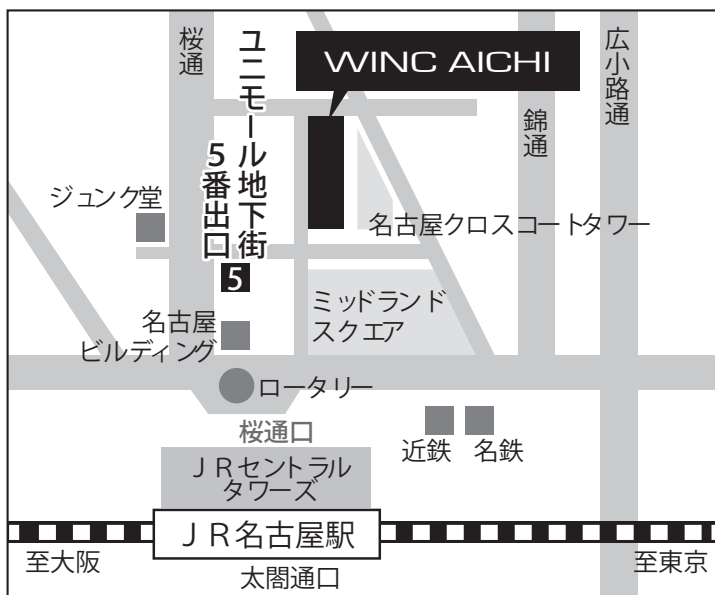 桜通
ユニモール地下街
5番出口
WINC AICHI
錦通
広小路通
ジュンク堂
名古屋クロスコートタワー
5
名古屋
ビルディング
ミッドランド
スクエア
ロータリー
桜通口
近鉄
名鉄
JRセントラル
タワーズ
JR名古屋駅
至大阪
至東京
太閤通口